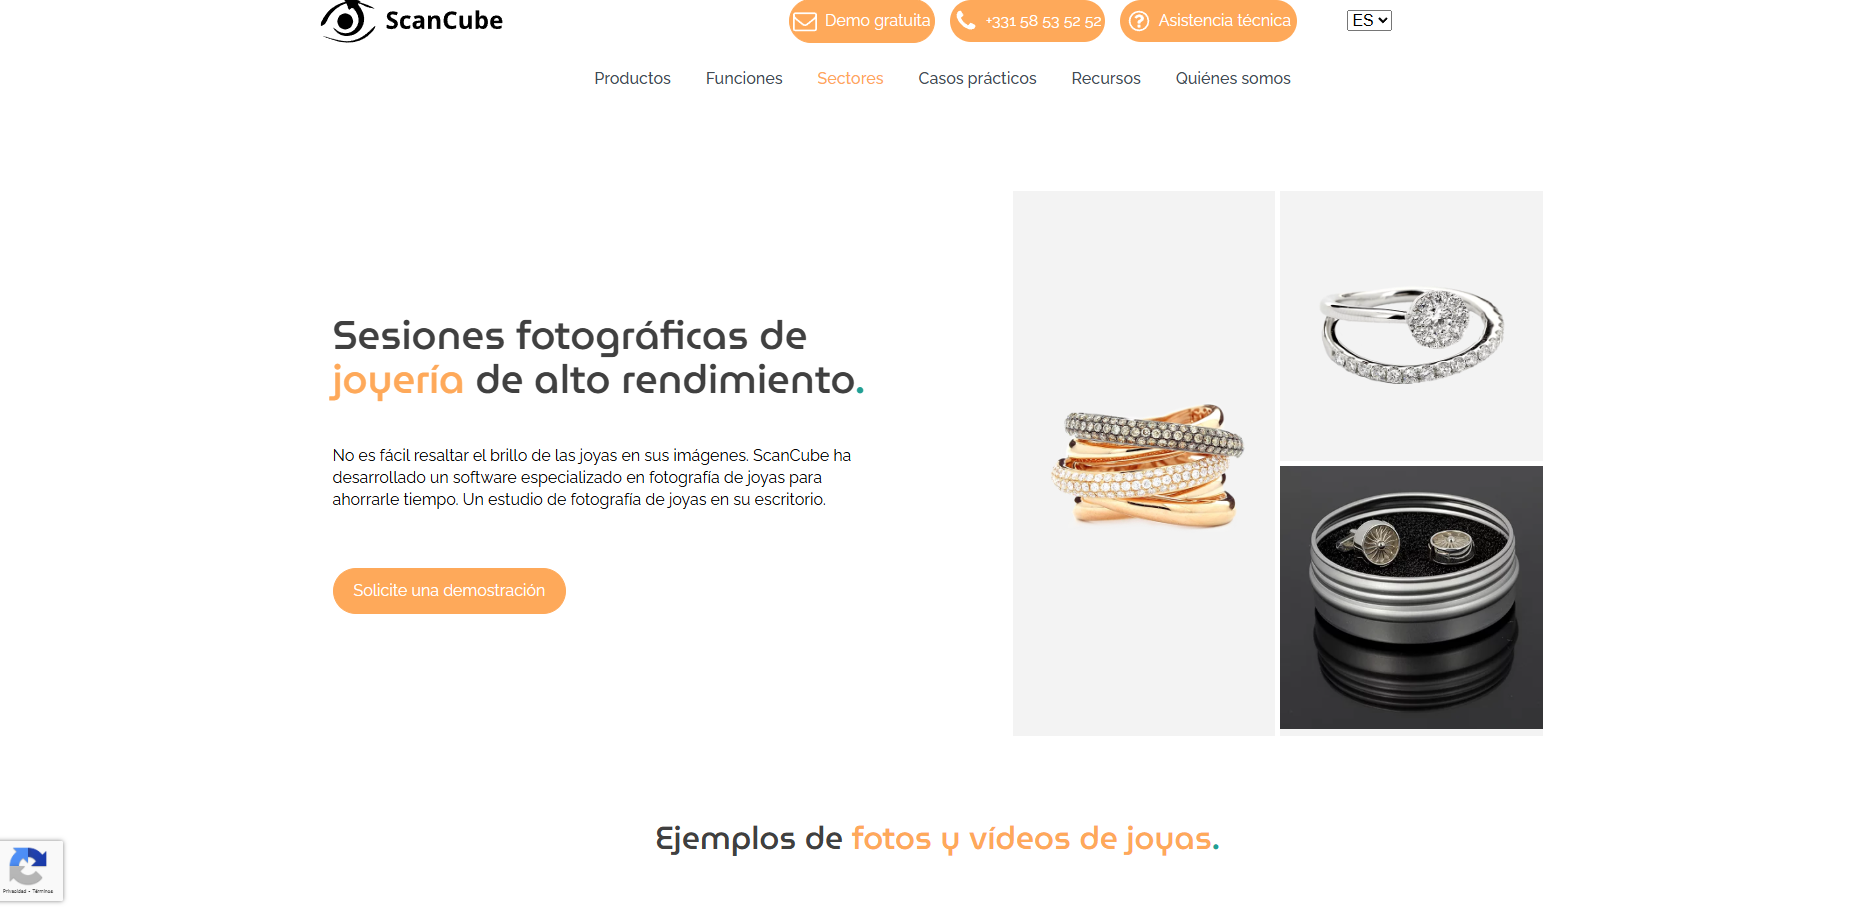 ScanCube
Demo gratuita
+331 58 53 52 52
Asistencia técnica
ES
Productos
Funciones
Sectores
Casos prácticos
Recursos
Quiénes somos
Sesiones fotográficas de
joyería de alto rendimiento.
No es fácil resaltar el brillo de las joyas en sus imágenes. ScanCube ha
desarrollado un software especializado en fotografía de joyas para
ahorrarle tiempo. Un estudio de fotografía de joyas en su escritorio.
Solicite una demostración
Ejemplos de fotos y vídeos de joyas.
Privacidad • Términos